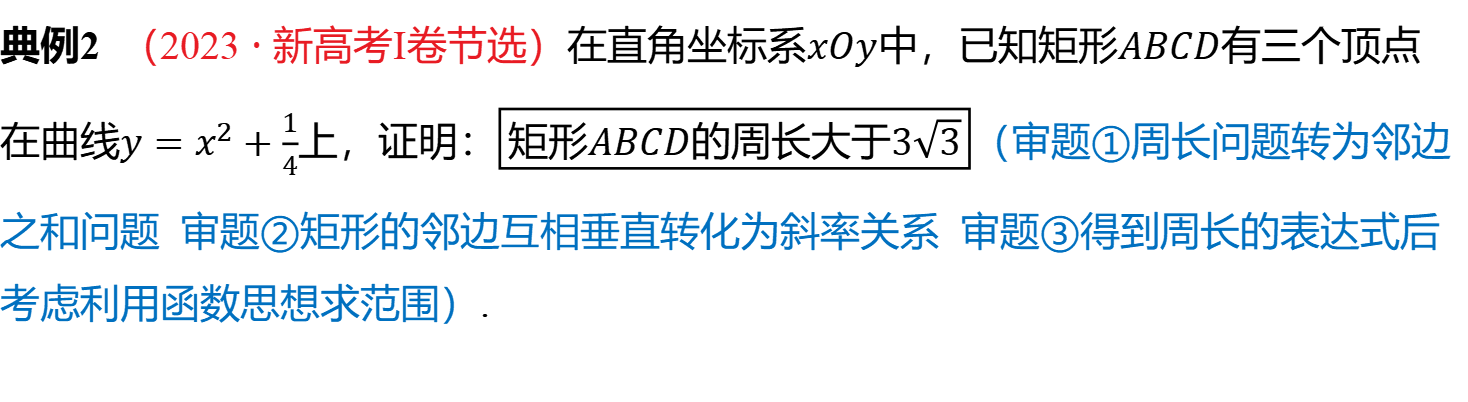 典例2 （2023·新高考Ⅰ卷节选）在直角坐标系xOy中，已知矩形ABCD有三个顶点
在曲线y = x² + 1/4上，证明：矩形ABCD的周长大于3√3（审题①周长问题转为邻边
之和问题 审题②矩形的邻边互相垂直转化为斜率关系 审题③得到周长的表达式后
考虑利用函数思想求范围）.